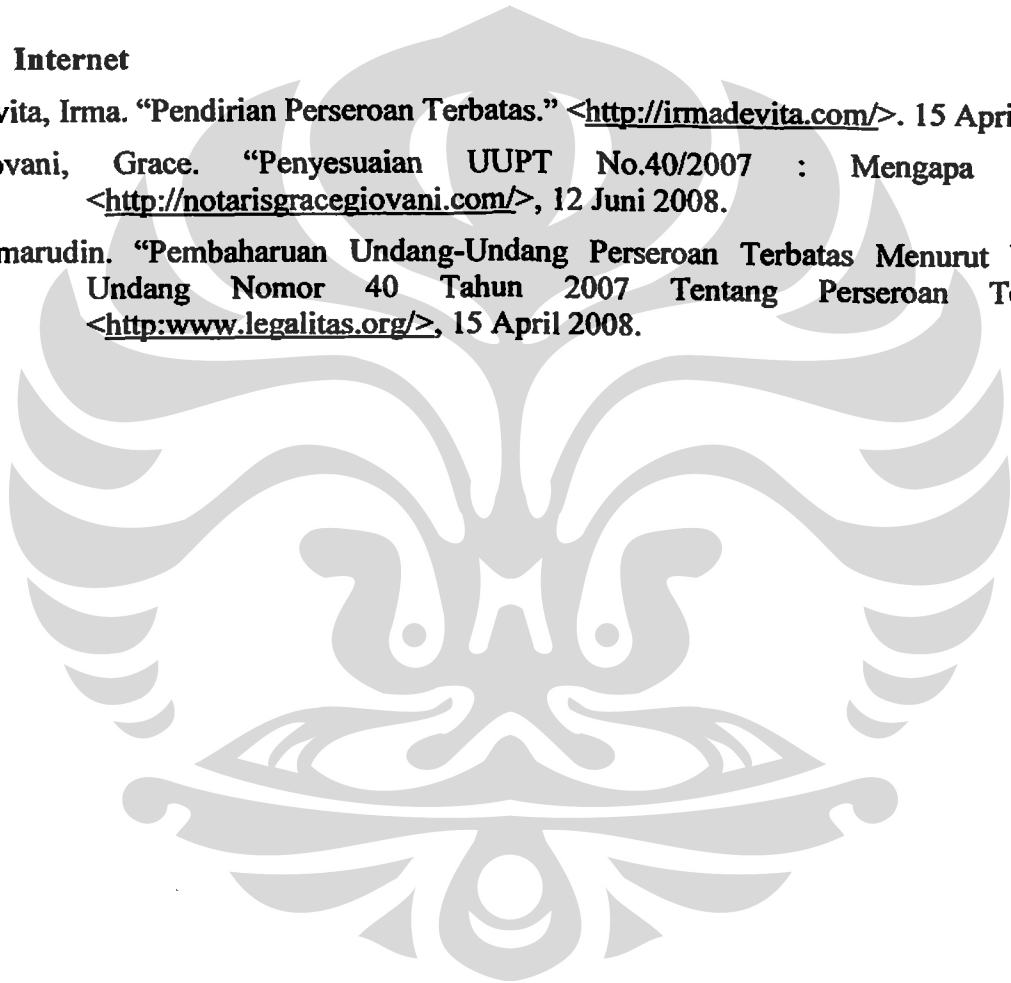 Internet
vita, Irma. “Pendirian Perseroan Terbatas.” <http://irmadevita.com/>. 15 Apri
ovani, Grace. “Penyesuaian UUPT No.40/2007 : Mengapa
<http://notarisgracegiovani.com/>, 12 Juni 2008.
marudin. “Pembaharuan Undang-Undang Perseroan Terbatas Menurut
Undang Nomor 40 Tahun 2007 Tentang Perseroan Te
<http:www.legalitas.org/>, 15 April 2008.